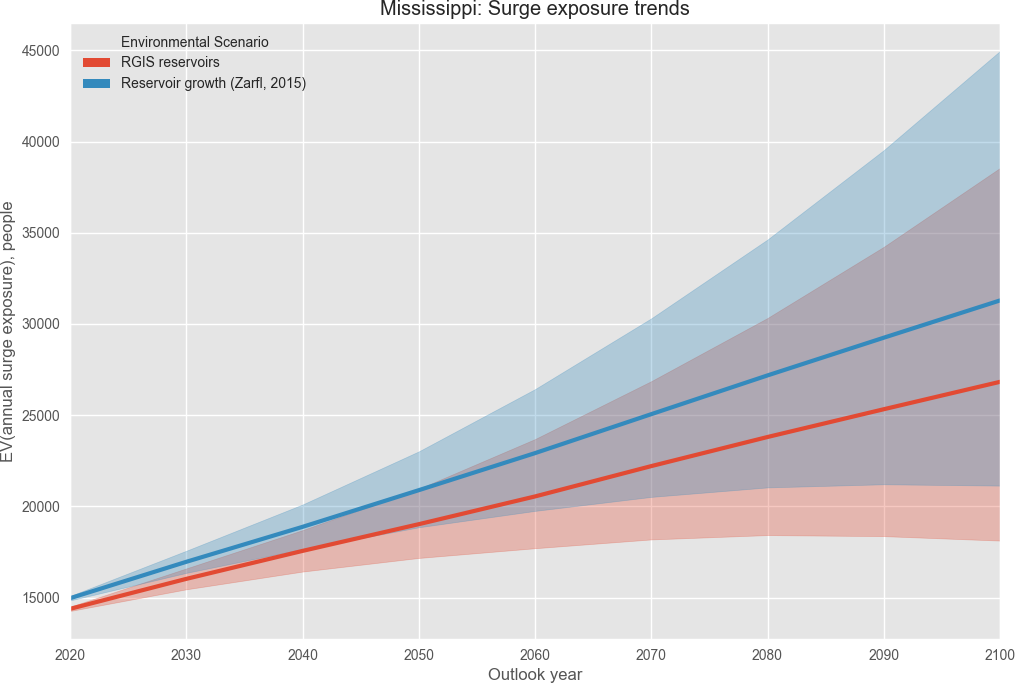 Mississippi: Surge exposure trends
Environmental Scenario
RGIS reservoirs
Reservoir growth (Zarfl, 2015)
EV(annual surge exposure), people
45000
40000
35000
30000
25000
20000
15000
2020 2030 2040 2050 2060 2070 2080 2090 2100
Outlook year